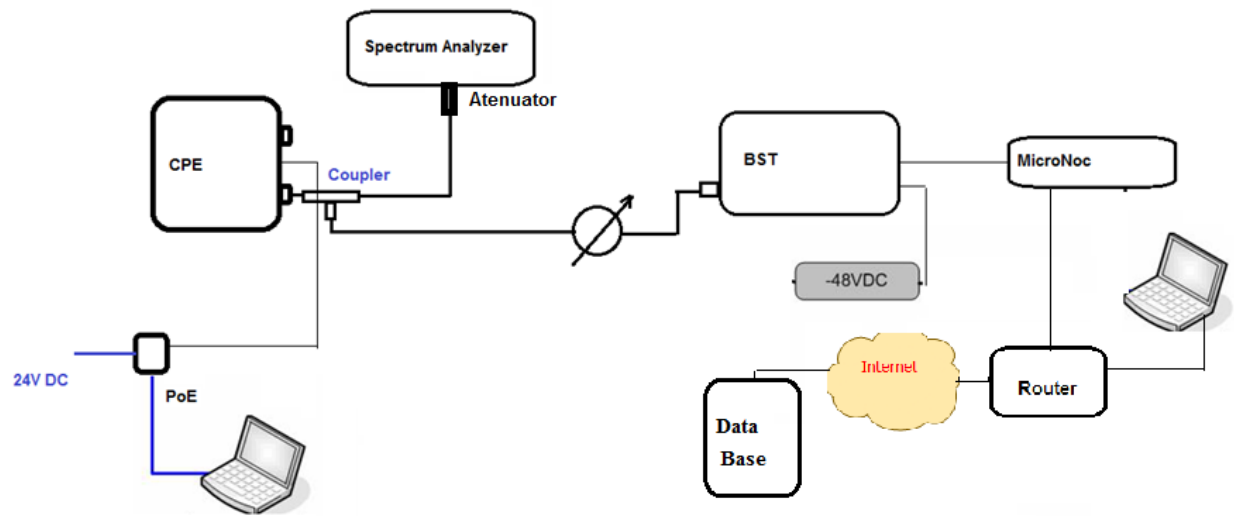 Spectrum Analyzer
Atenuator
CPE
Coupler
BST
MicroNoc
-48VDC
24V DC
PoE
Internet
Router
Data
Base